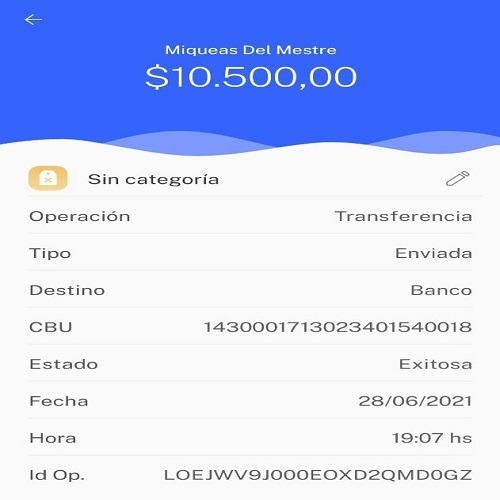 Miqueas Del Mestre
$10.500,00
Sin categoría
Operación Transferencia
Tipo Enviada
Destino Banco
CBU 1430001713023401540018
Estado Exitosa
Fecha 28/06/2021
Hora 19:07 hs
Id Op. LOEJWV9J000EOXD2QMD0GZ